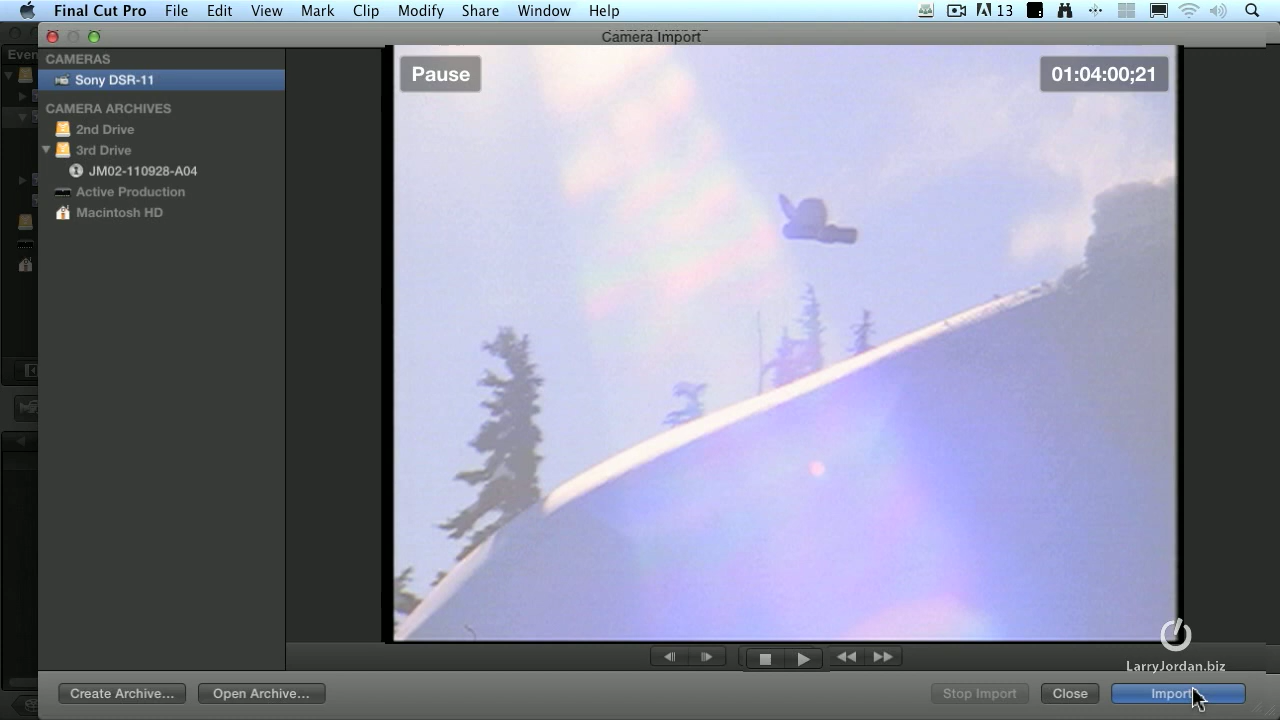 Final Cut Pro File Edit View Mark Clip Modify Share Window Help 13
Camera Import
Even
CAMERAS
Sony DSR-11
CAMERA ARCHIVES
2nd Drive
3rd Drive
JM02-110928-A04
Active Production
Macintosh HD
Pause
01:04:00;21
LarryJordan.biz
Create Archive...
Open Archive...
Stop Import
Close
Import